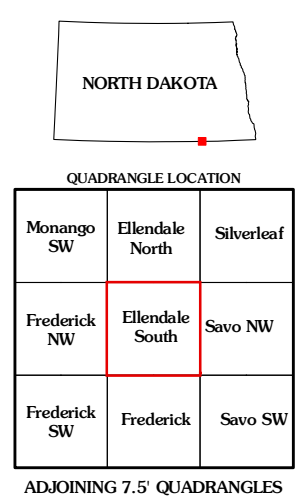 NORTH DAKOTA
QUADRANGLE LOCATION
Monango
SW
Ellendale
North
Silverleaf
Frederick
NW
Ellendale
South
Savo NW
Frederick
SW
Frederick
Savo SW
ADJOINING 7.5' QUADRANGLES